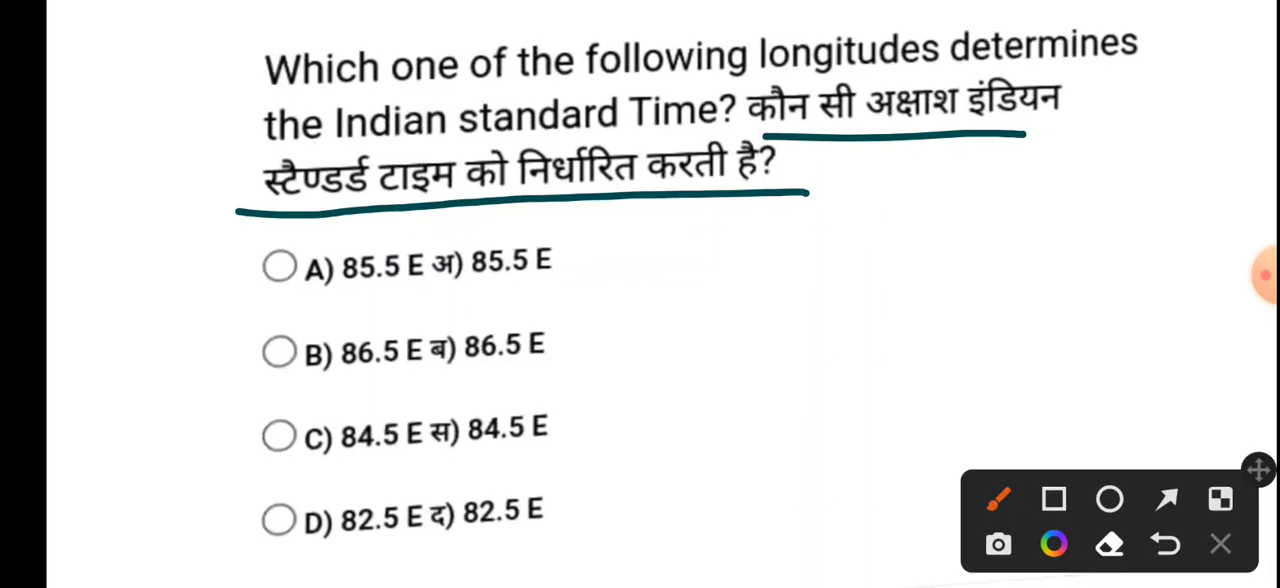 Which one of the following longitudes determines
the Indian standard Time? कौन सी अक्षाश इंडियन
स्टैण्डर्ड टाइम को निर्धारित करती है?
A) 85.5 E अ) 85.5 E
B) 86.5 E ब) 86.5 E
C) 84.5 E स) 84.5 E
D) 82.5 E द) 82.5 E